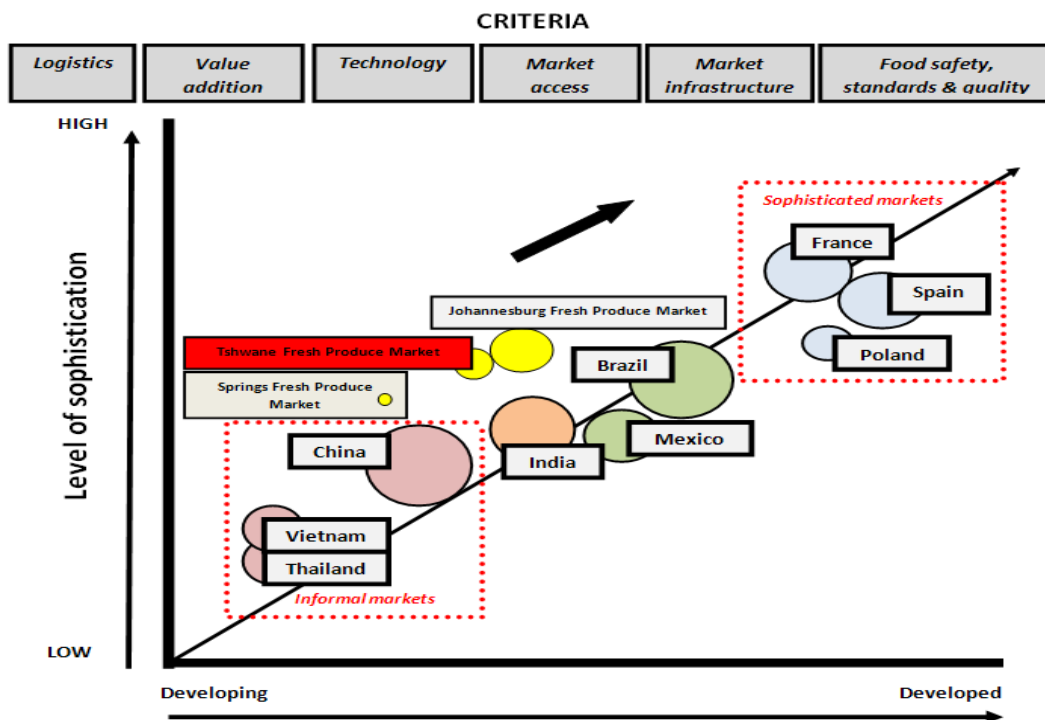 CRITERIA
Logistics
Value
addition
Technology
Market
access
Market
infrastructure
Food safety,
standards & quality
HIGH
Sophisticated markets
France
Spain
Johannesburg Fresh Produce Market
Tshwane Fresh Produce Market
Poland
Brazil
Springs Fresh Produce
Market
Mexico
China
India
Vietnam
Thailand
Informal markets
Level of sophistication
LOW
Developing
Developed